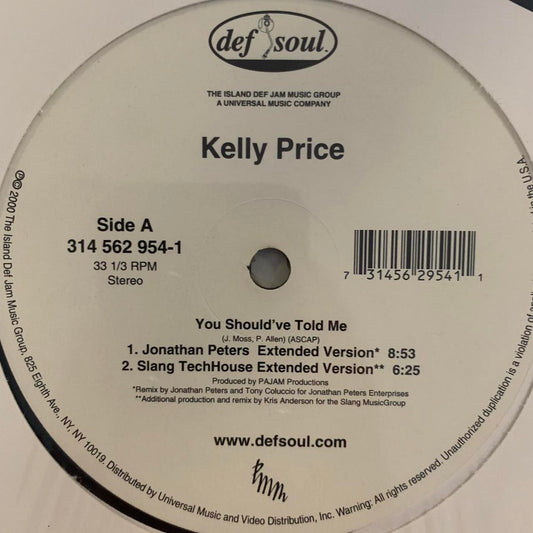 def soul
THE ISLAND DEF JAM MUSIC GROUP
A UNIVERSAL MUSIC COMPANY
Kelly Price
Side A
314 562 954-1
33 1/3 RPM
Stereo
7 31456 29541 1
You Should've Told Me
(J. Moss, P. Allen) (ASCAP)
1. Jonathan Peters Extended Version* 8:53
2. Slang TechHouse Extended Version** 6:25
Produced by PAJAM Productions
*Remix by Jonathan Peters and Tony Coluccio for Jonathan Peters Enterprises
**Additional production and remix by Kris Anderson for the Slang MusicGroup
www.defsoul.com
℗© 2000 The Island Def Jam Music Group, 825 Eighth Ave., NY, NY 10019. Distributed by Universal Music and Video Distribution, Inc. Warning: All rights reserved. Unauthorized duplication is a violation of in the U.S.A.